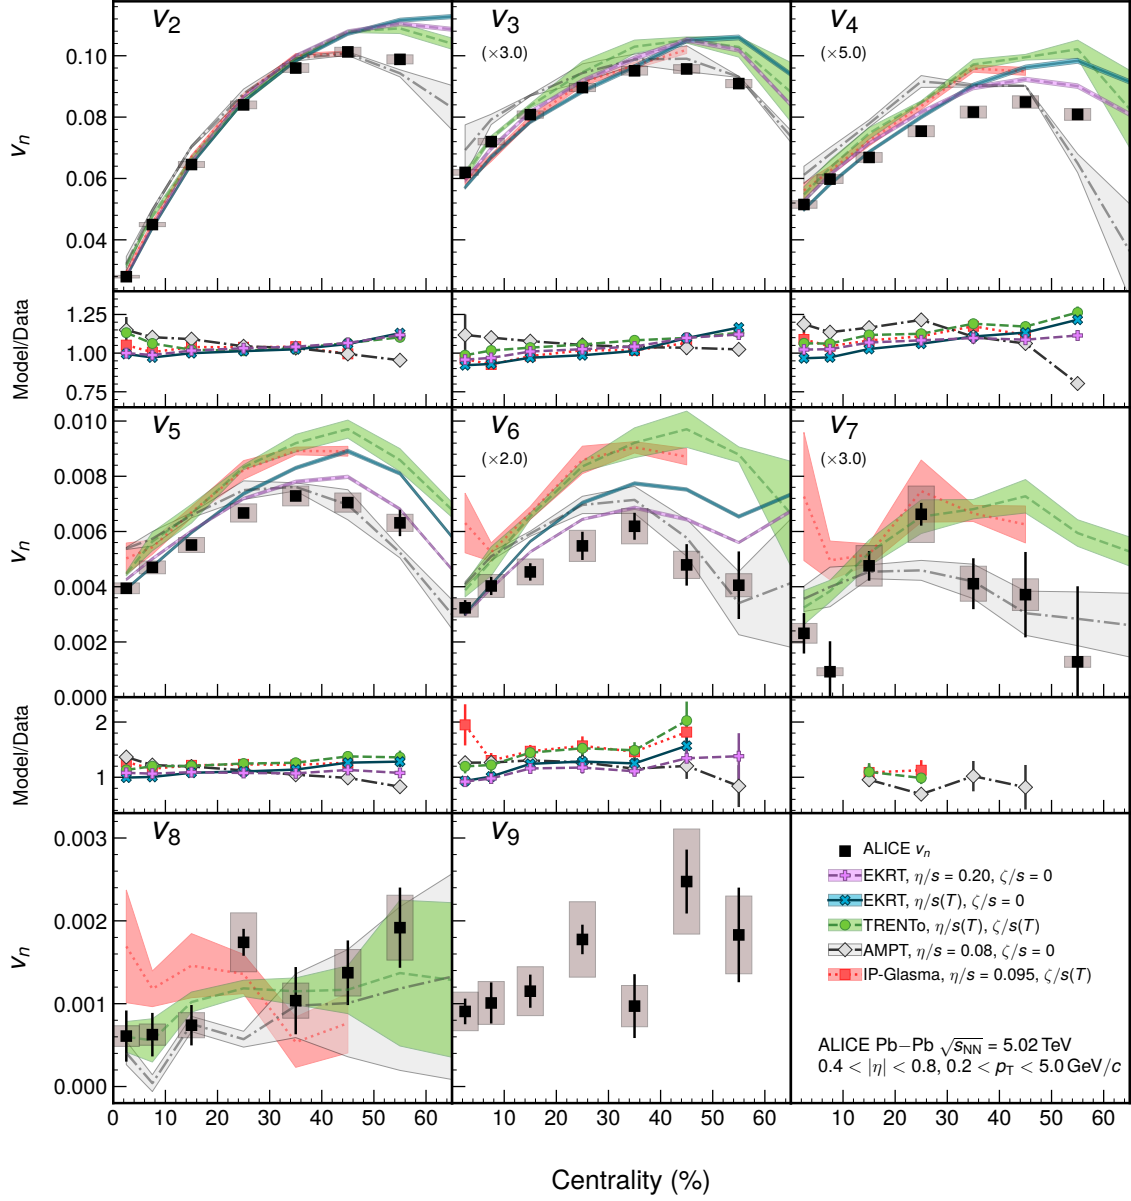 v2 v3 v4
(×3.0) (×5.0)
0.10
0.08
0.06
0.04
vn
1.25
1.00
0.75
Model/Data
v5 v6 v7
(×2.0) (×3.0)
0.010
0.008
0.006
0.004
0.002
0.000
vn
2
1
Model/Data
v8 v9
0.003
0.002
0.001
0.000
vn
ALICE vn
EKRT, η/s = 0.20, ζ/s = 0
EKRT, η/s(T), ζ/s = 0
TRENTo, η/s(T), ζ/s(T)
AMPT, η/s = 0.08, ζ/s = 0
IP-Glasma, η/s = 0.095, ζ/s(T)
ALICE Pb−Pb √sNN = 5.02 TeV
0.4 < |η| < 0.8, 0.2 < pT < 5.0 GeV/c
0 10 20 30 40 50 60 10 20 30 40 50 60 10 20 30 40 50 60
Centrality (%)